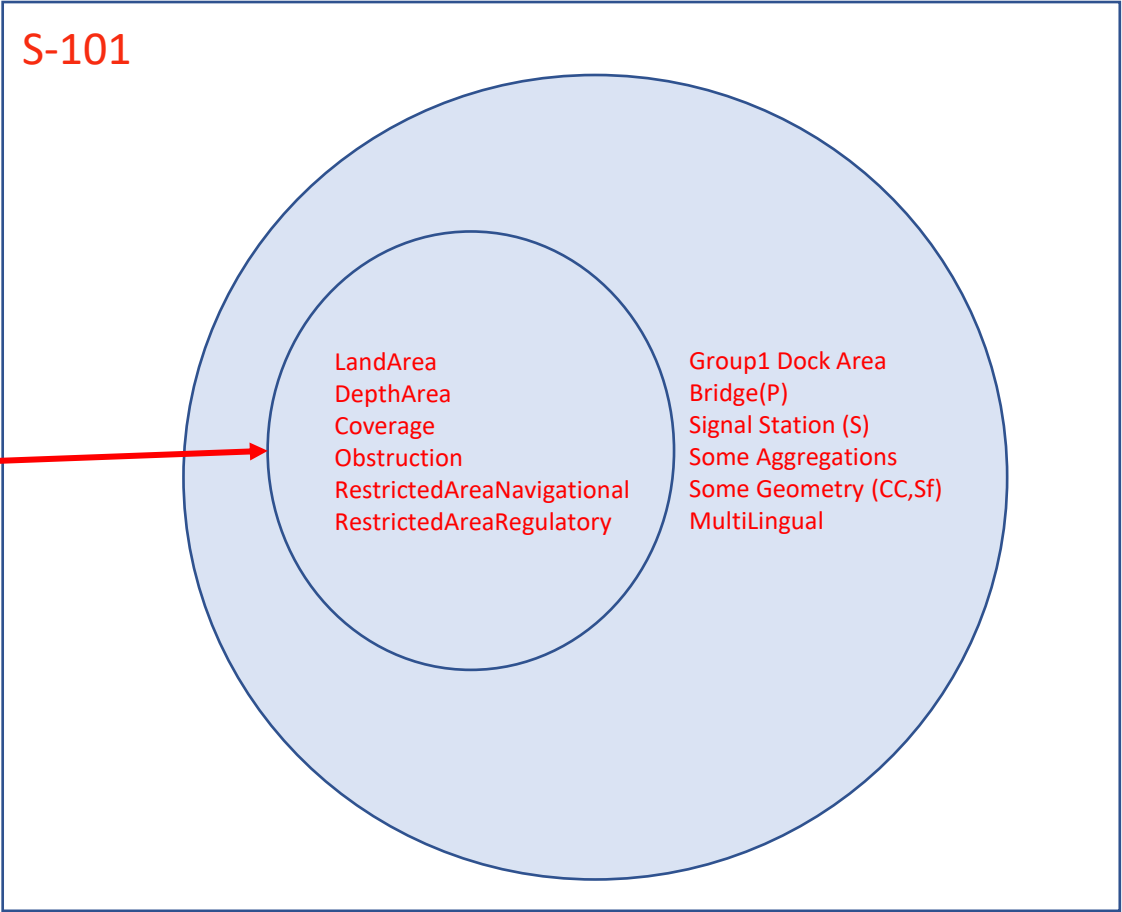 S-101
LandArea
DepthArea
Coverage
Obstruction
RestrictedAreaNavigational
RestrictedAreaRegulatory
Group1 Dock Area
Bridge(P)
Signal Station (S)
Some Aggregations
Some Geometry (CC,Sf)
MultiLingual